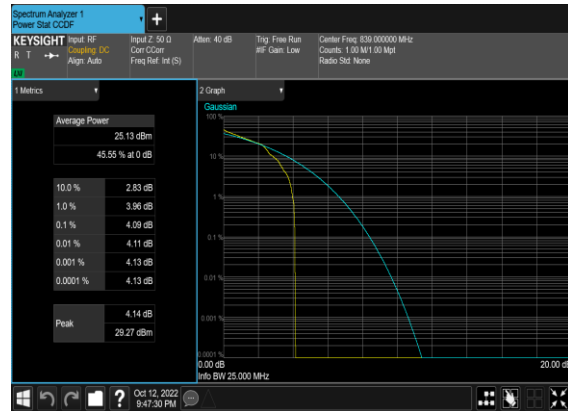 Spectrum Analyzer 1
Power Stat CCDF
+
KEYSIGHT
R T
LW
Input: RF
Coupling: DC
Align: Auto
Input Z: 50 Ω
Corr CCorr
Freq Ref: Int (S)
Atten: 40 dB
Trig: Free Run
#IF Gain: Low
Center Freq: 839.000000 MHz
Counts: 1.00 M/1.00 Mpt
Radio Std: None
1 Metrics
Average Power
25.13 dBm
45.55 % at 0 dB
10.0 % 2.83 dB
1.0 % 3.96 dB
0.1 % 4.09 dB
0.01 % 4.11 dB
0.001 % 4.13 dB
0.0001 % 4.13 dB
Peak
4.14 dB
29.27 dBm
2 Graph
Gaussian
100 %
10 %
1 %
0.1 %
0.01 %
0.001 %
0.0001 %
0.00 dB
20.00 dB
Info BW 25.000 MHz
?
Oct 12, 2022
9:47:30 PM